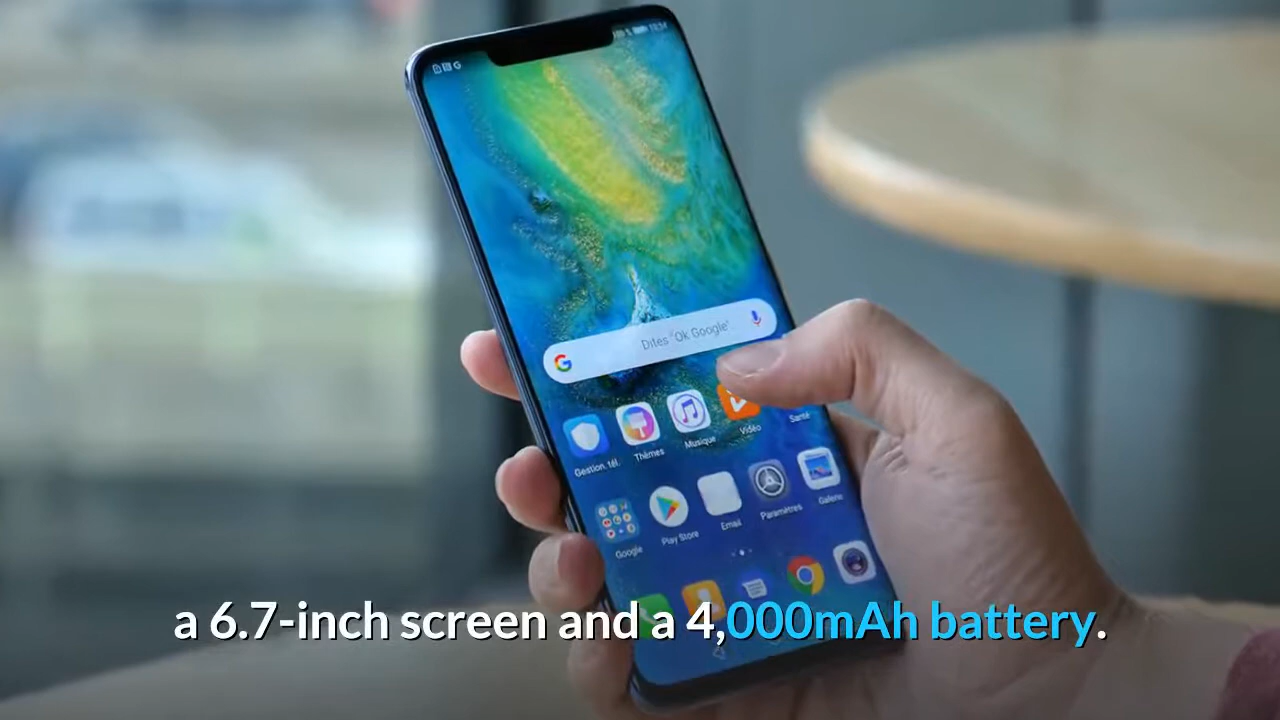 Dites "Ok Google"
Gestion. tél. Thèmes Musique Vidéo Santé
Google Play Store Email Paramètres Galerie
a 6.7-inch screen and a 4,000mAh battery.